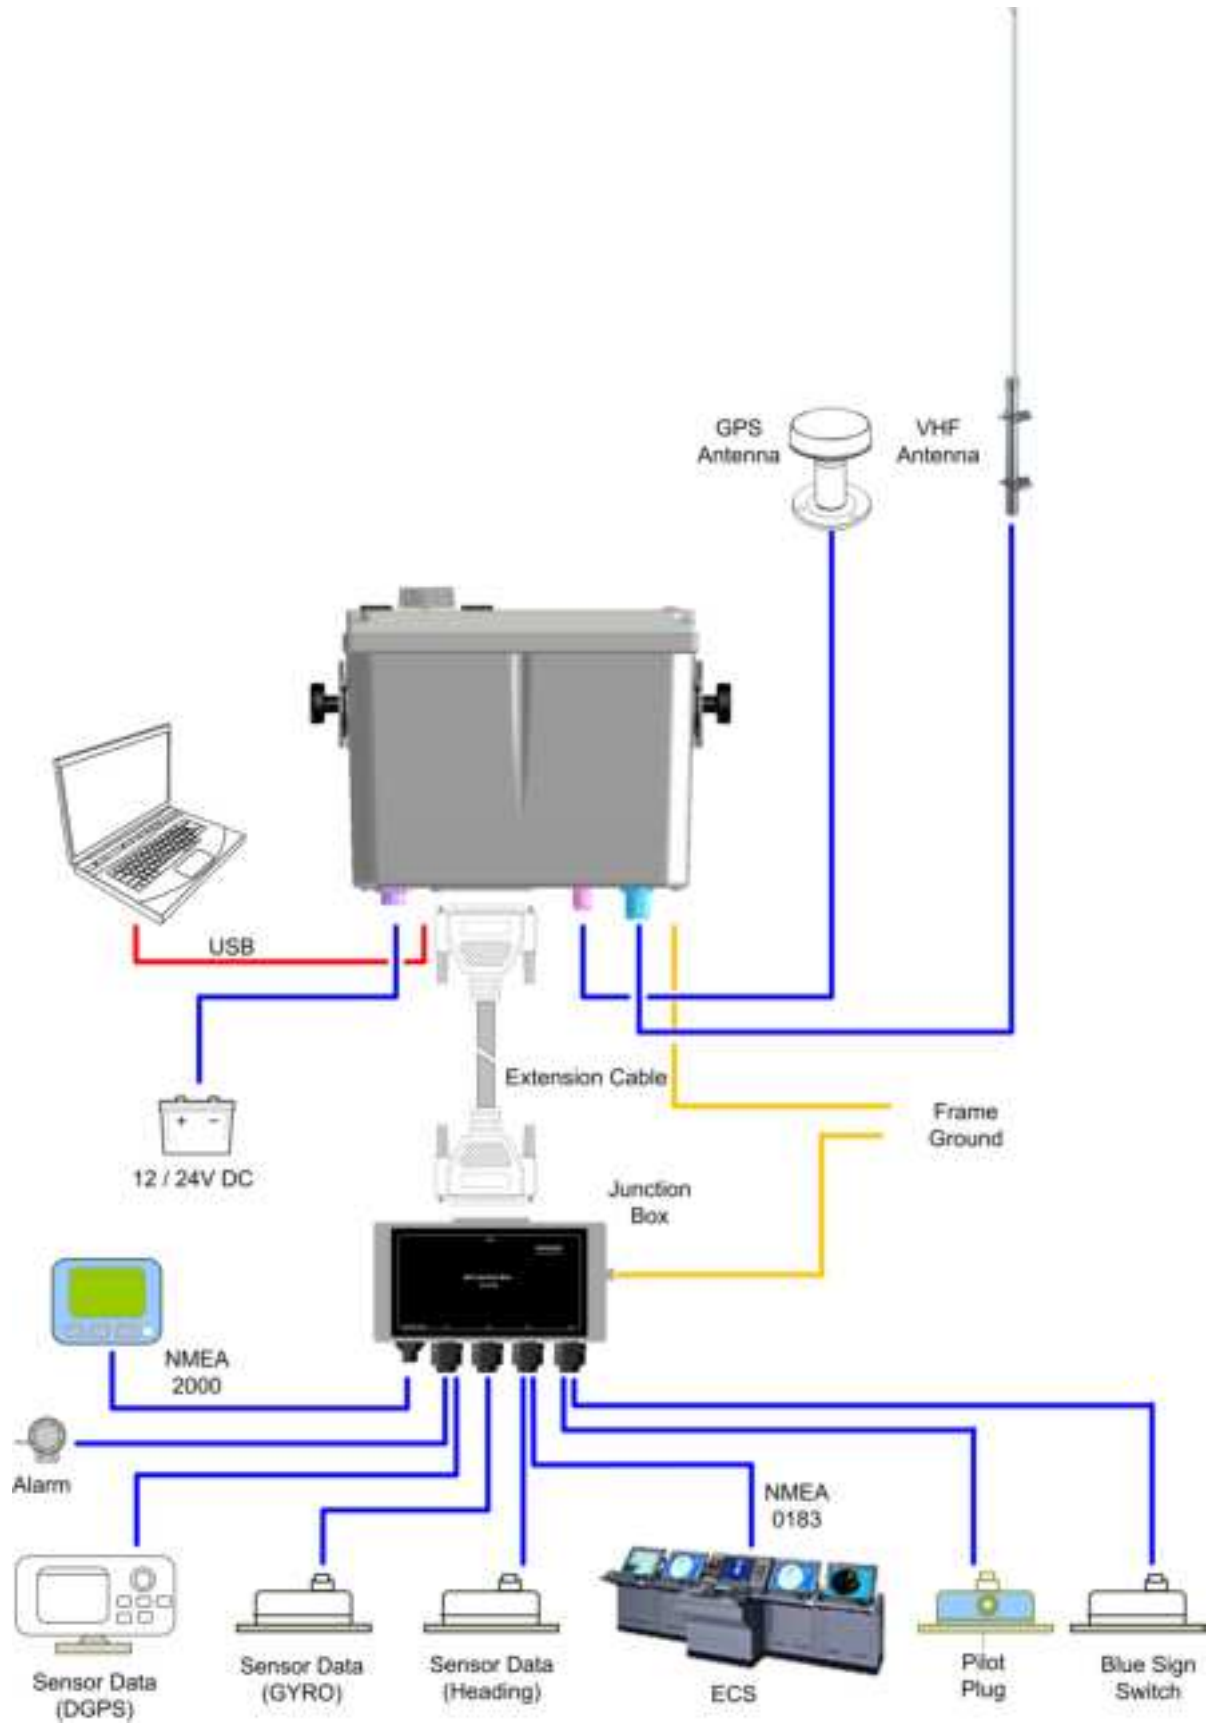 GPS
Antenna
VHF
Antenna
USB
Extension Cable
Frame
Ground
12 / 24V DC
Junction
Box
NMEA
2000
Alarm
NMEA
0183
Sensor Data
(DGPS)
Sensor Data
(GYRO)
Sensor Data
(Heading)
ECS
Pilot
Plug
Blue Sign
Switch